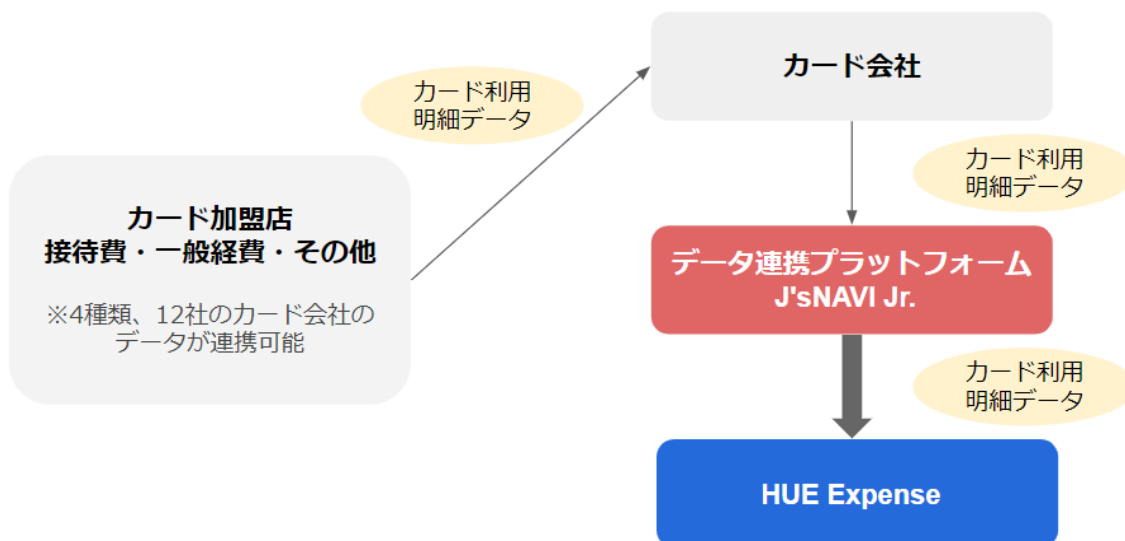 カード会社
カード利用
明細データ
カード加盟店
接待費・一般経費・その他
※4種類、12社のカード会社の
データが連携可能
カード利用
明細データ
データ連携プラットフォーム
J'sNAVI Jr.
カード利用
明細データ
HUE Expense